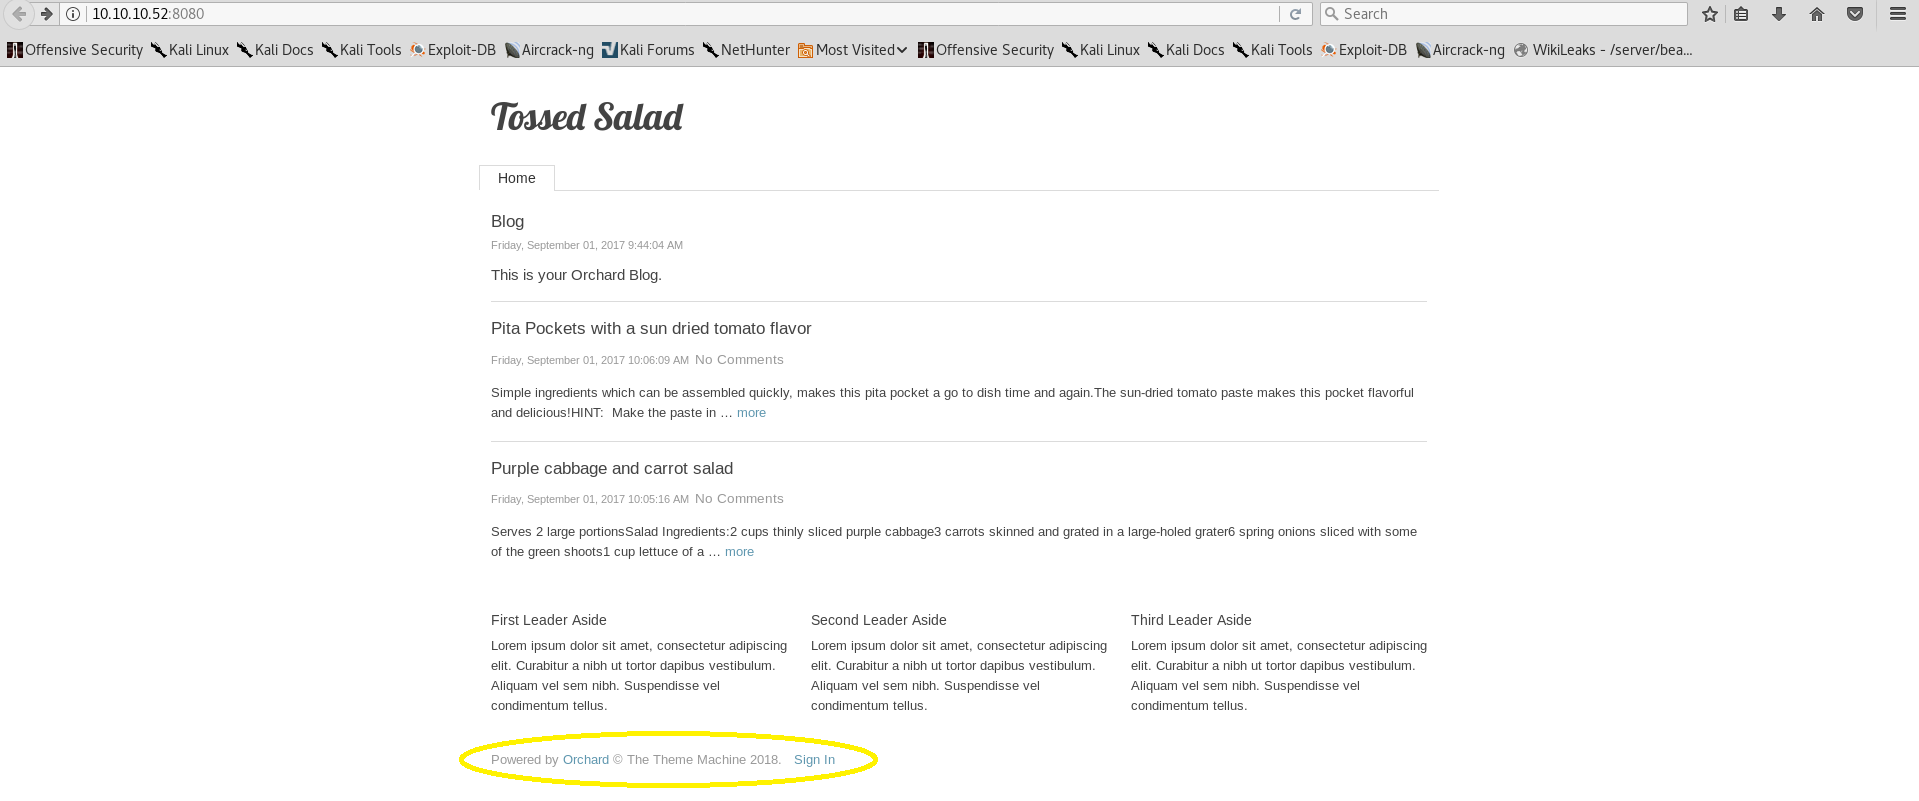 10.10.10.52:8080 Search
Offensive Security Kali Linux Kali Docs Kali Tools Exploit-DB Aircrack-ng Kali Forums NetHunter Most Visited Offensive Security Kali Linux Kali Docs Kali Tools Exploit-DB Aircrack-ng WikiLeaks - /server/bea...
Tossed Salad
Home
Blog
Friday, September 01, 2017 9:44:04 AM
This is your Orchard Blog.
Pita Pockets with a sun dried tomato flavor
Friday, September 01, 2017 10:06:09 AM No Comments
Simple ingredients which can be assembled quickly, makes this pita pocket a go to dish time and again.The sun-dried tomato paste makes this pocket flavorful
and delicious!HINT:  Make the paste in … more
Purple cabbage and carrot salad
Friday, September 01, 2017 10:05:16 AM No Comments
Serves 2 large portionsSalad Ingredients:2 cups thinly sliced purple cabbage3 carrots skinned and grated in a large-holed grater6 spring onions sliced with some
of the green shoots1 cup lettuce of a … more
First Leader Aside
Lorem ipsum dolor sit amet, consectetur adipiscing
elit. Curabitur a nibh ut tortor dapibus vestibulum.
Aliquam vel sem nibh. Suspendisse vel
condimentum tellus.
Second Leader Aside
Lorem ipsum dolor sit amet, consectetur adipiscing
elit. Curabitur a nibh ut tortor dapibus vestibulum.
Aliquam vel sem nibh. Suspendisse vel
condimentum tellus.
Third Leader Aside
Lorem ipsum dolor sit amet, consectetur adipiscing
elit. Curabitur a nibh ut tortor dapibus vestibulum.
Aliquam vel sem nibh. Suspendisse vel
condimentum tellus.
Powered by Orchard © The Theme Machine 2018. Sign In